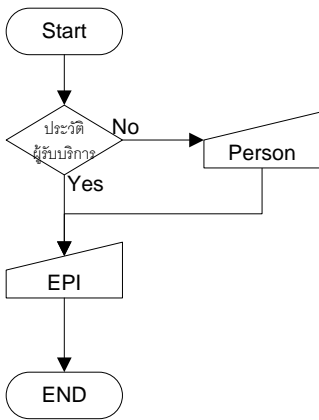 Start
ประวัติ
ผู้รับบริการ
No
Person
Yes
EPI
END